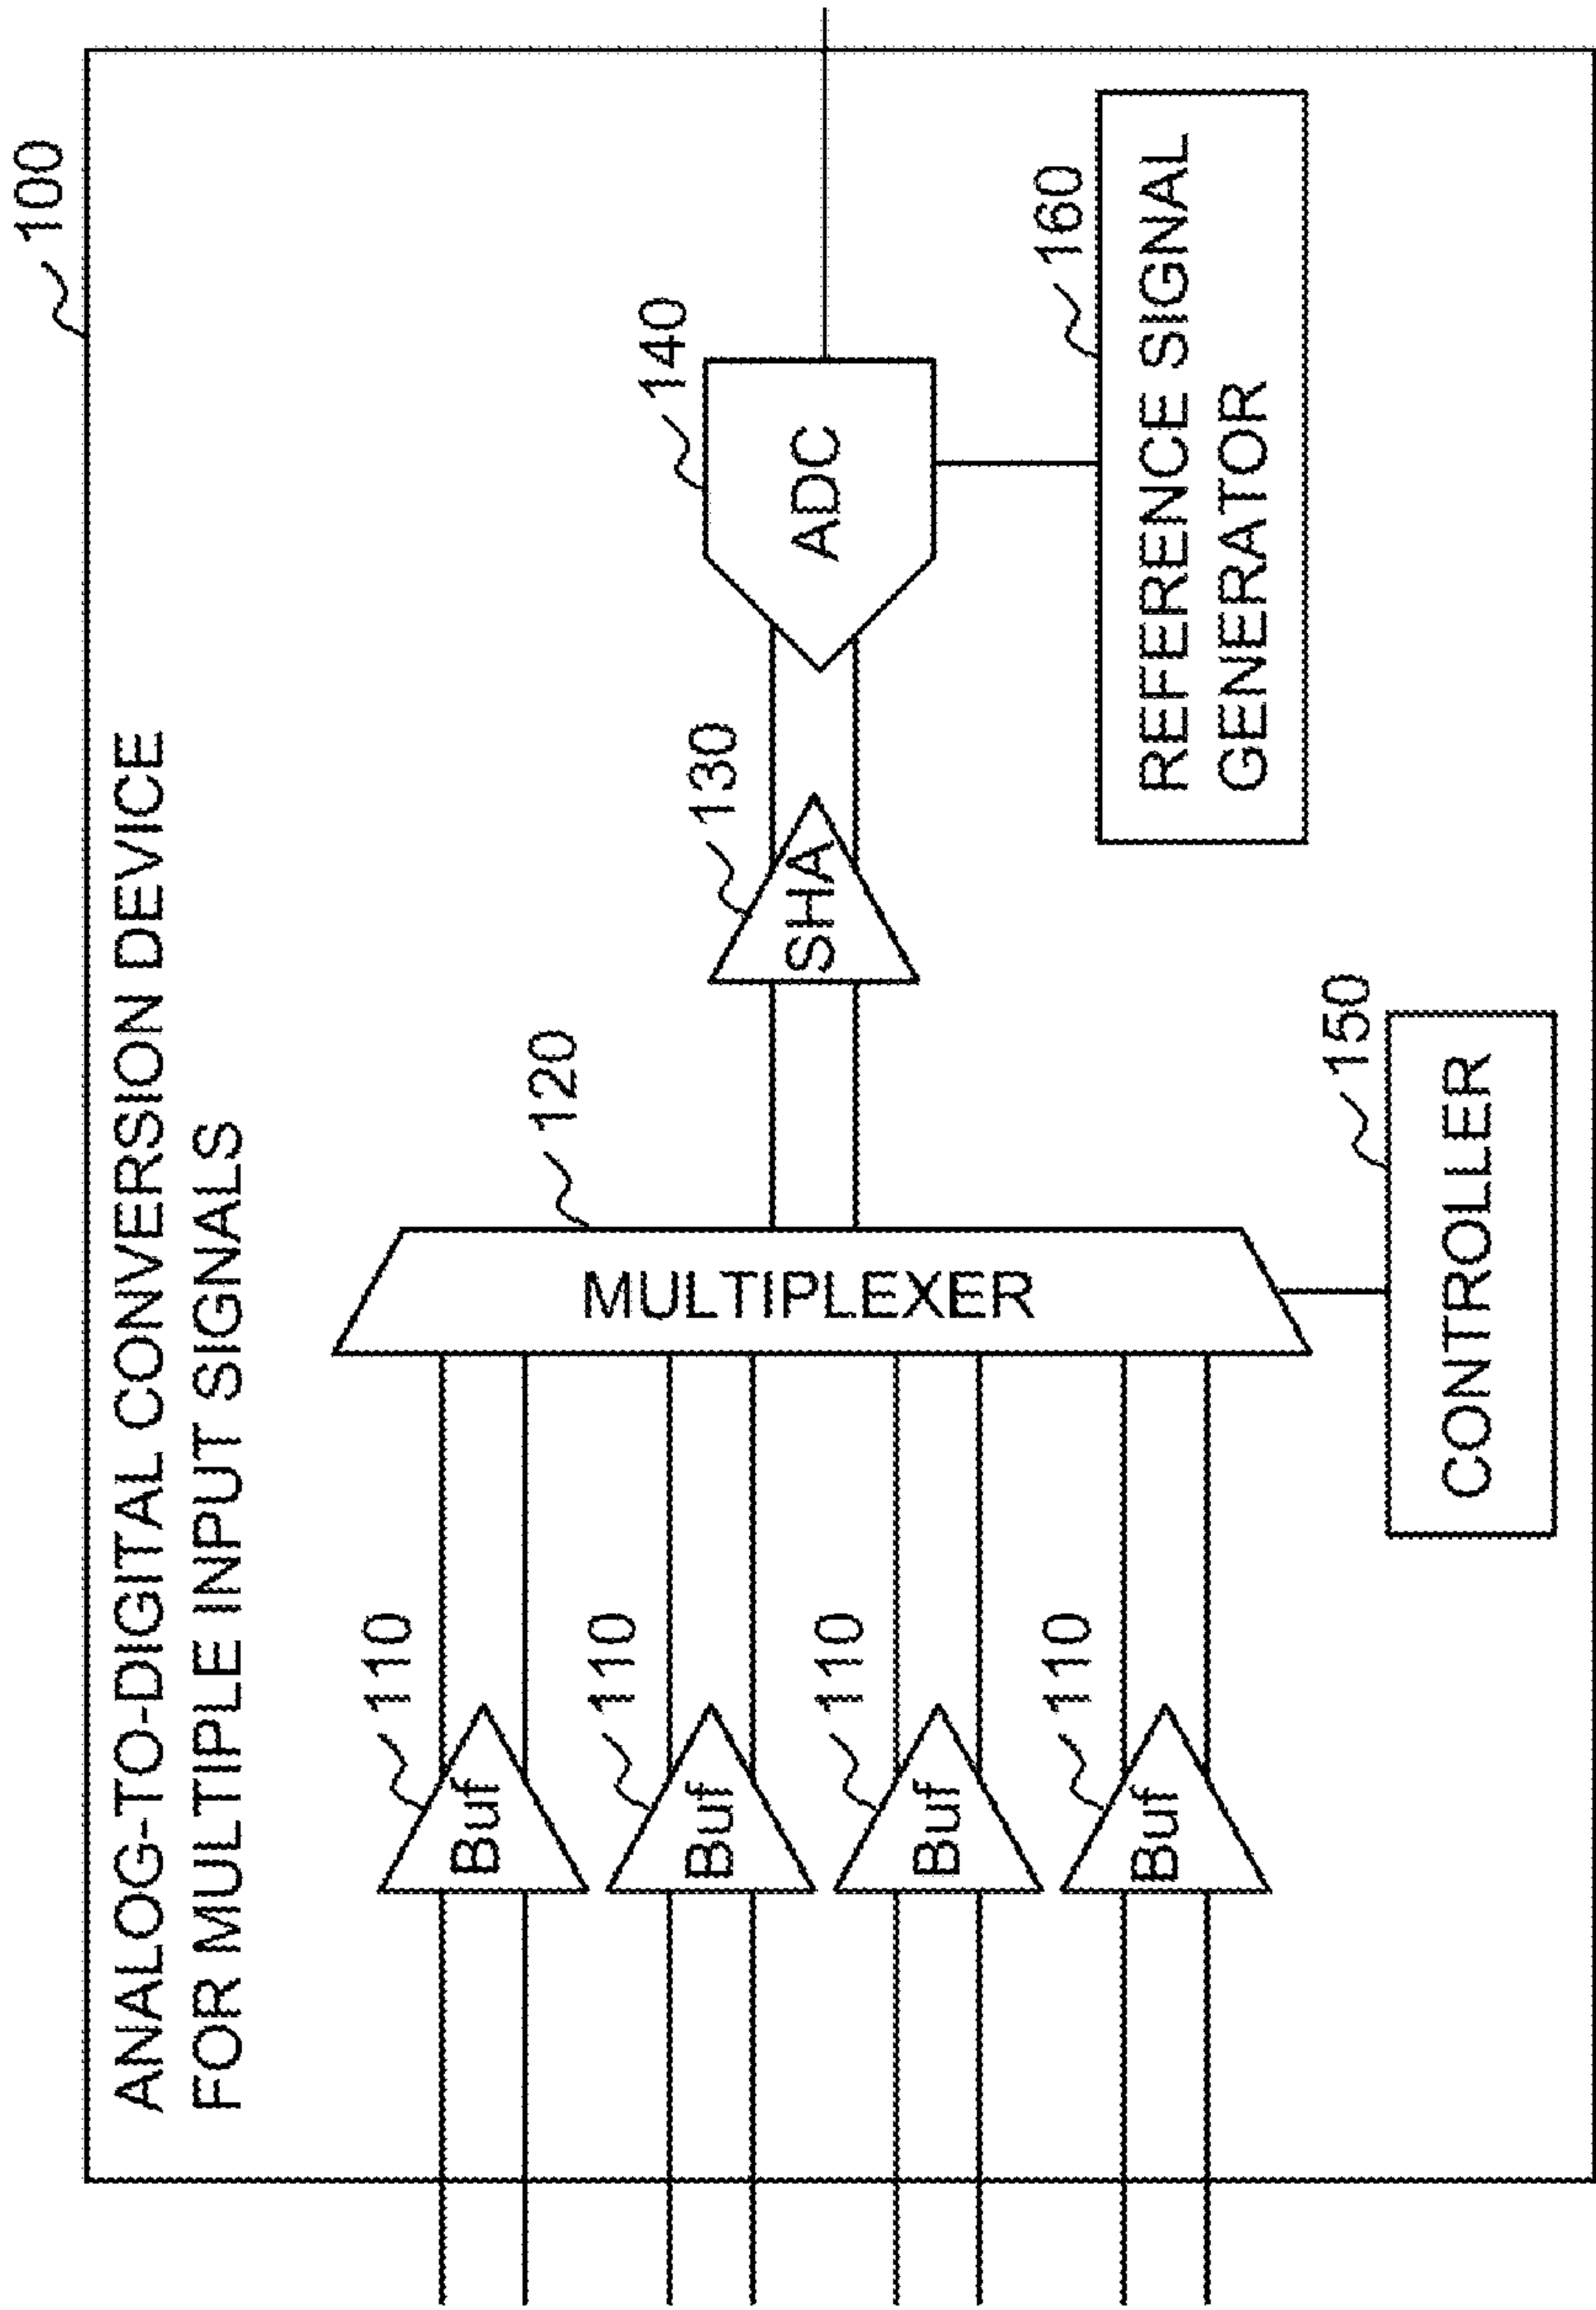 100
ANALOG-TO-DIGITAL CONVERSION DEVICE
FOR MULTIPLE INPUT SIGNALS
110
Buf
110
Buf
110
Buf
110
Buf
120
MULTIPLEXER
130
SHA
140
ADC
150
CONTROLLER
160
REFERENCE SIGNAL
GENERATOR